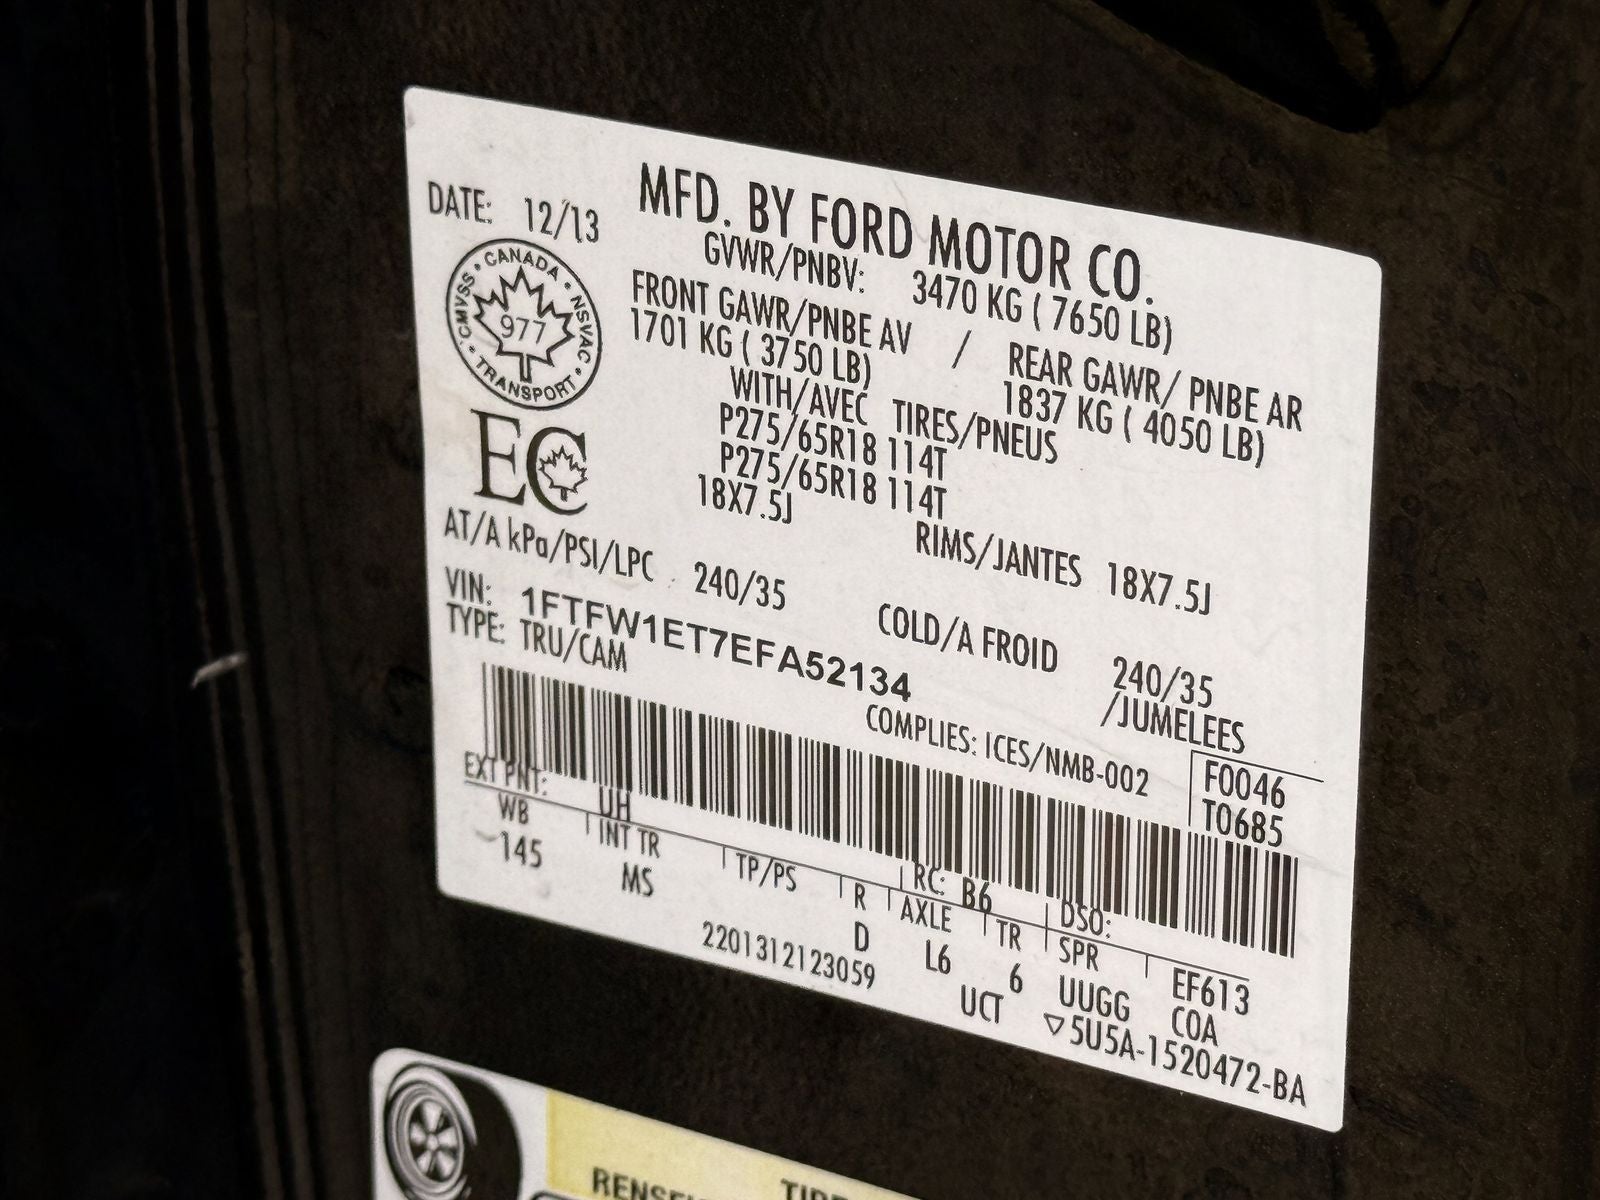 MFD. BY FORD MOTOR CO.
DATE: 12/13
GVWR/PNBV: 3470 KG ( 7650 LB)
FRONT GAWR/PNBE AV / REAR GAWR/ PNBE AR
1701 KG ( 3750 LB) 1837 KG ( 4050 LB)
WITH/AVEC TIRES/PNEUS
P275/65R18 114T
P275/65R18 114T
18X7.5J RIMS/JANTES 18X7.5J
CANADA • NSVAC • TRANSPORT • CMVSS
977
EC
AT/A kPa/PSI/LPC 240/35 COLD/A FROID 240/35
/JUMELEES
VIN: 1FTFW1ET7EFA52134
TYPE: TRU/CAM
COMPLIES: ICES/NMB-002
F0046
T0685
EXT PNT: UH RC: B6 DSO:
WB INT TR TP/PS R AXLE TR SPR EF613
145 MS D L6 6 UUGG COA
2201312123059 UCT ▽5U5A-1520472-BA